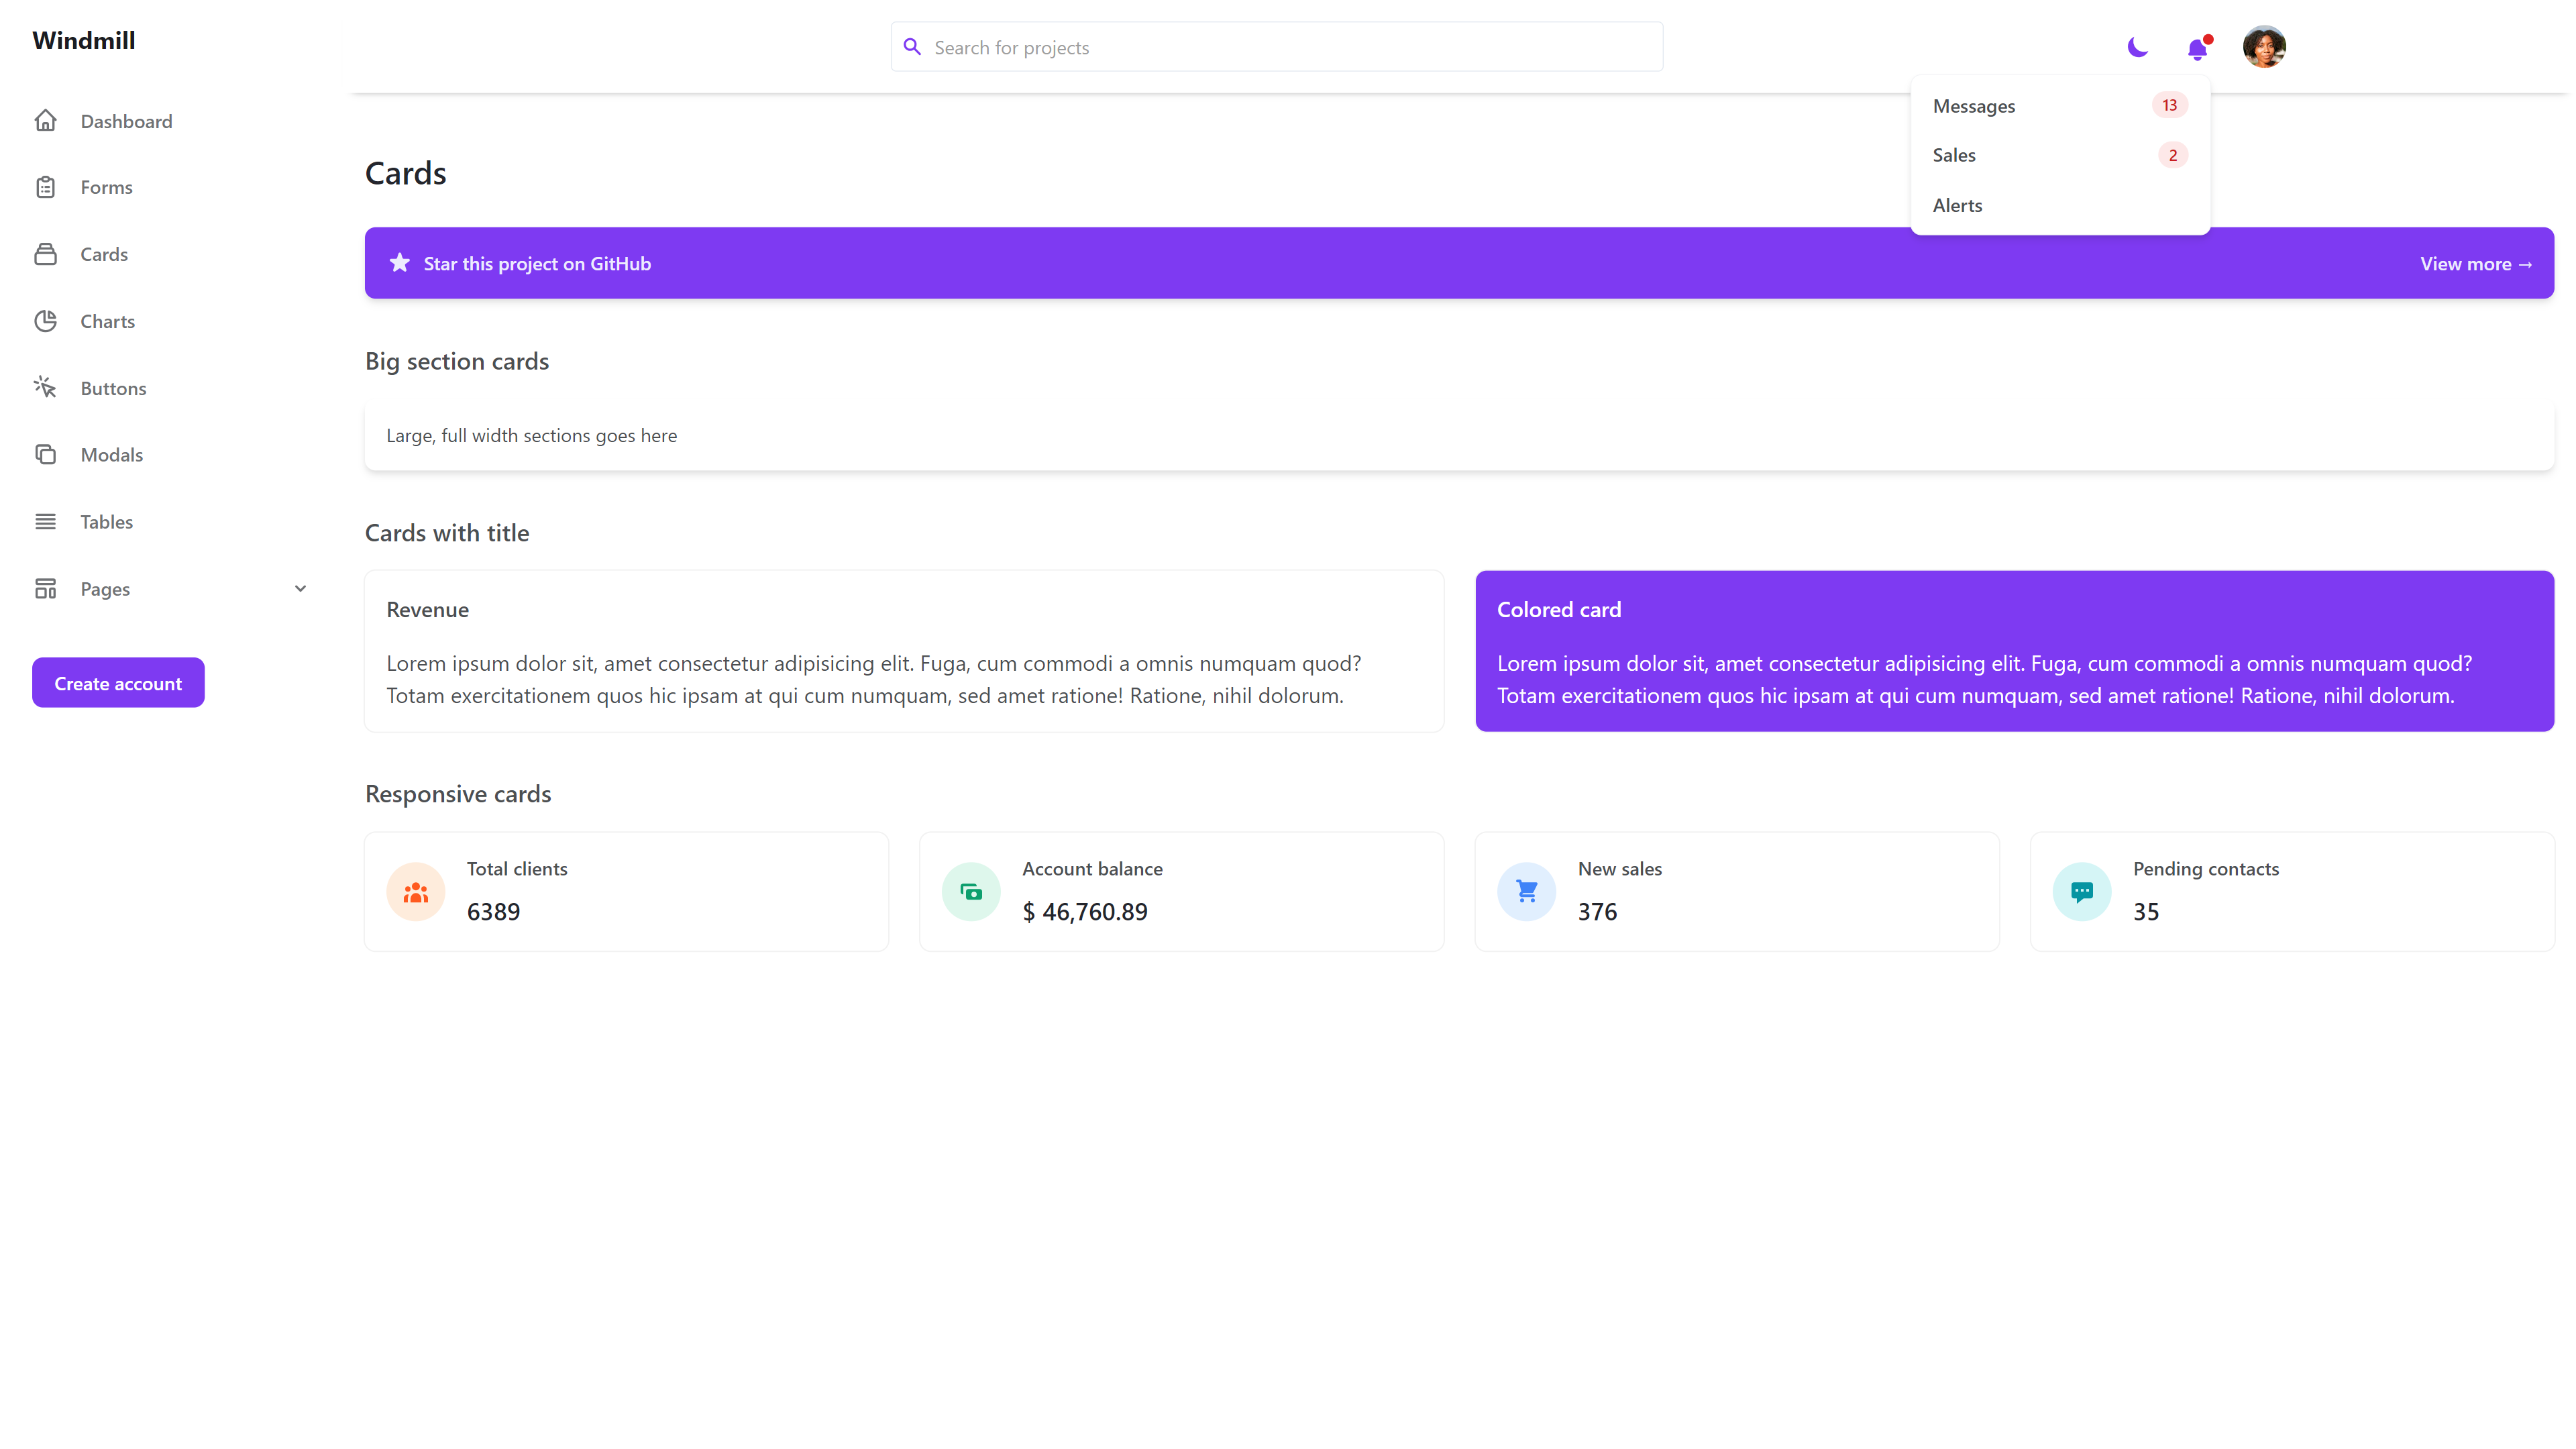 Windmill
Search for projects
Dashboard
Forms
Cards
Charts
Buttons
Modals
Tables
Pages
Create account
Messages 13
Sales 2
Alerts
Cards
Star this project on GitHub
View more →
Big section cards
Large, full width sections goes here
Cards with title
Revenue
Lorem ipsum dolor sit, amet consectetur adipisicing elit. Fuga, cum commodi a omnis numquam quod?
Totam exercitationem quos hic ipsam at qui cum numquam, sed amet ratione! Ratione, nihil dolorum.
Colored card
Lorem ipsum dolor sit, amet consectetur adipisicing elit. Fuga, cum commodi a omnis numquam quod?
Totam exercitationem quos hic ipsam at qui cum numquam, sed amet ratione! Ratione, nihil dolorum.
Responsive cards
Total clients
6389
Account balance
$ 46,760.89
New sales
376
Pending contacts
35